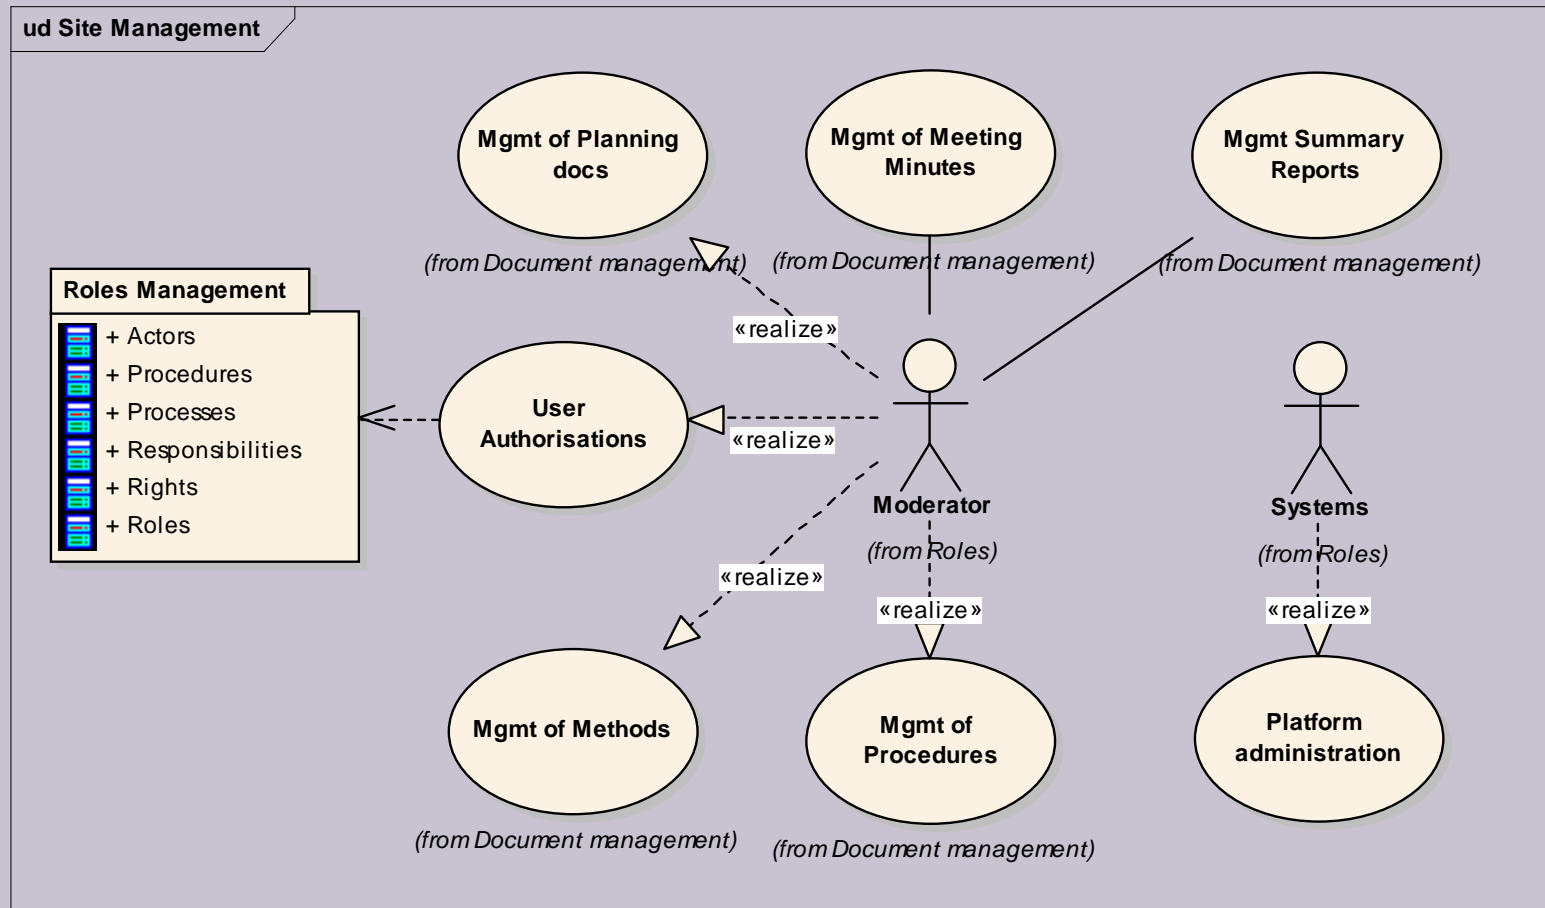 ud Site Management
Mgmt of Planning
docs
(from Document management)
Mgmt of Meeting
Minutes
(from Document management)
Mgmt Summary
Reports
(from Document management)
Roles Management
+ Actors
+ Procedures
+ Processes
+ Responsibilities
+ Rights
+ Roles
«realize»
User
Authorisations
«realize»
Moderator
(from Roles)
Systems
(from Roles)
«realize»
«realize»
«realize»
Mgmt of Methods
(from Document management)
Mgmt of
Procedures
(from Document management)
Platform
administration